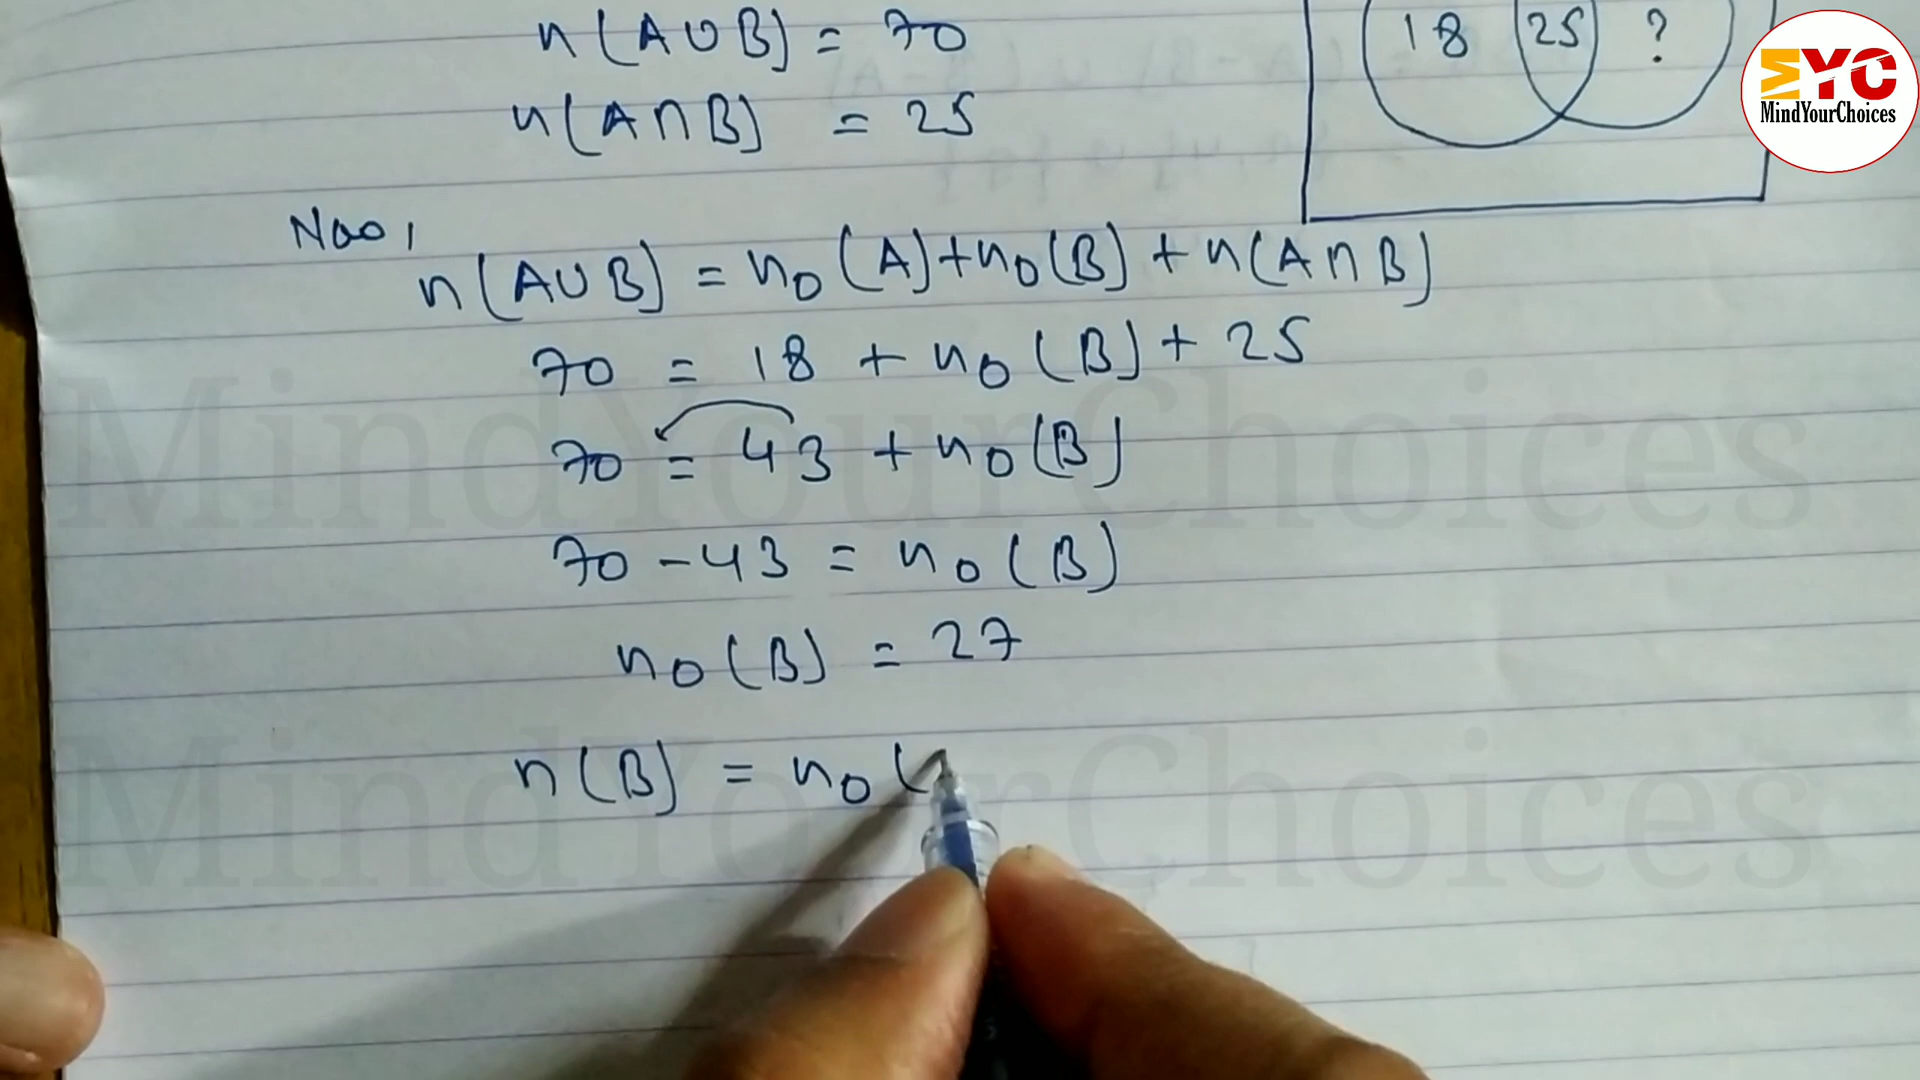 n(A∪B) = 70
18 25 ?
MYC
MindYourChoices
n(A∩B) = 25
Now,
n(A∪B) = n₀(A)+n₀(B) + n(A∩B)
70 = 18 + n₀(B) + 25
70 = 43 + n₀(B)
70 - 43 = n₀(B)
n₀(B) = 27
n(B) = n₀(
MindYourChoices
MindYourChoices